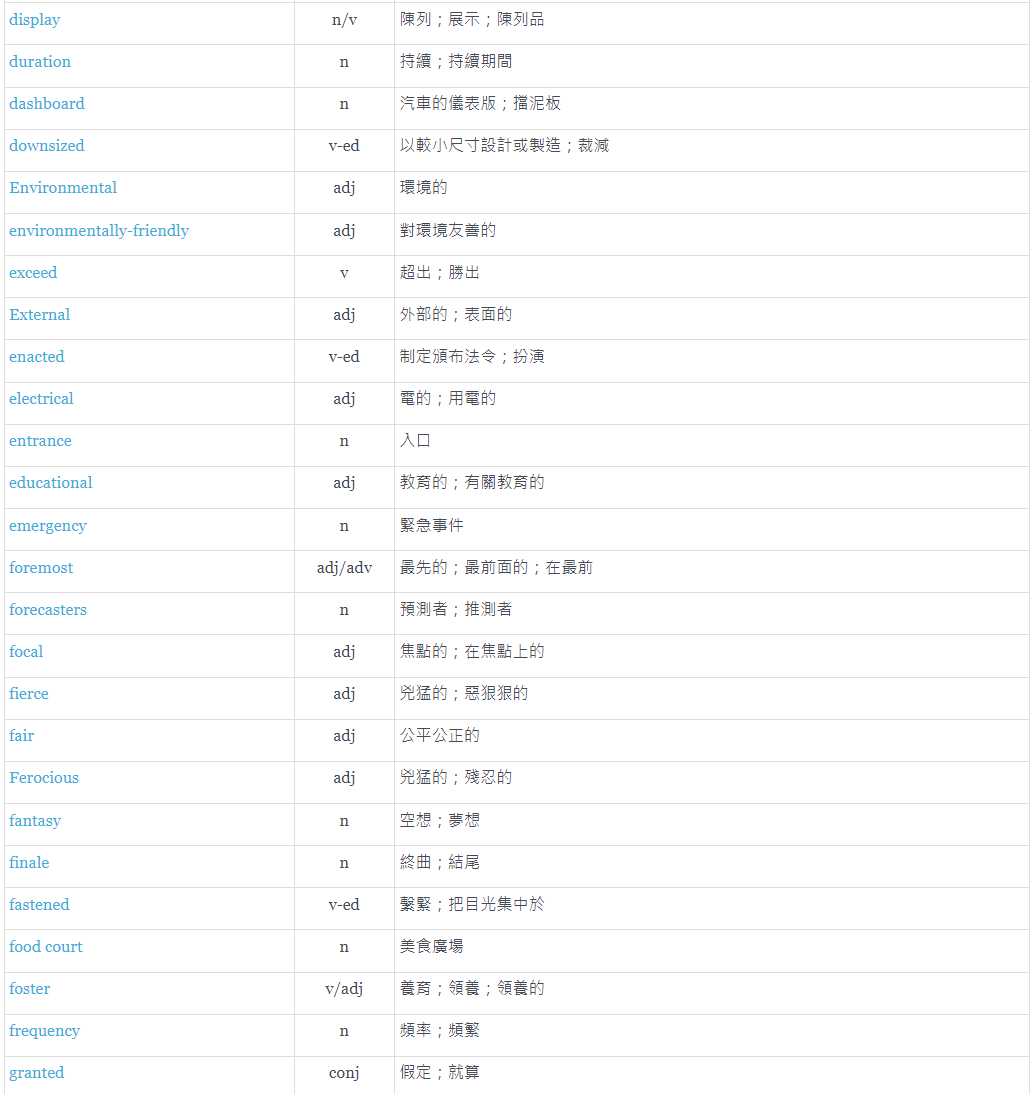 display n/v 陳列；展示；陳列品
duration n 持續；持續期間
dashboard n 汽車的儀表版；擋泥板
downsized v-ed 以較小尺寸設計或製造；裁減
Environmental adj 環境的
environmentally-friendly adj 對環境友善的
exceed v 超出；勝出
External adj 外部的；表面的
enacted v-ed 制定頒布法令；扮演
electrical adj 電的；用電的
entrance n 入口
educational adj 教育的；有關教育的
emergency n 緊急事件
foremost adj/adv 最先的；最前面的；在最前
forecasters n 預測者；推測者
focal adj 焦點的；在焦點上的
fierce adj 兇猛的；惡狠狠的
fair adj 公平公正的
Ferocious adj 兇猛的；殘忍的
fantasy n 空想；夢想
finale n 終曲；結尾
fastened v-ed 繫緊；把目光集中於
food court n 美食廣場
foster v/adj 養育；領養；領養的
frequency n 頻率；頻繁
granted conj 假定；就算